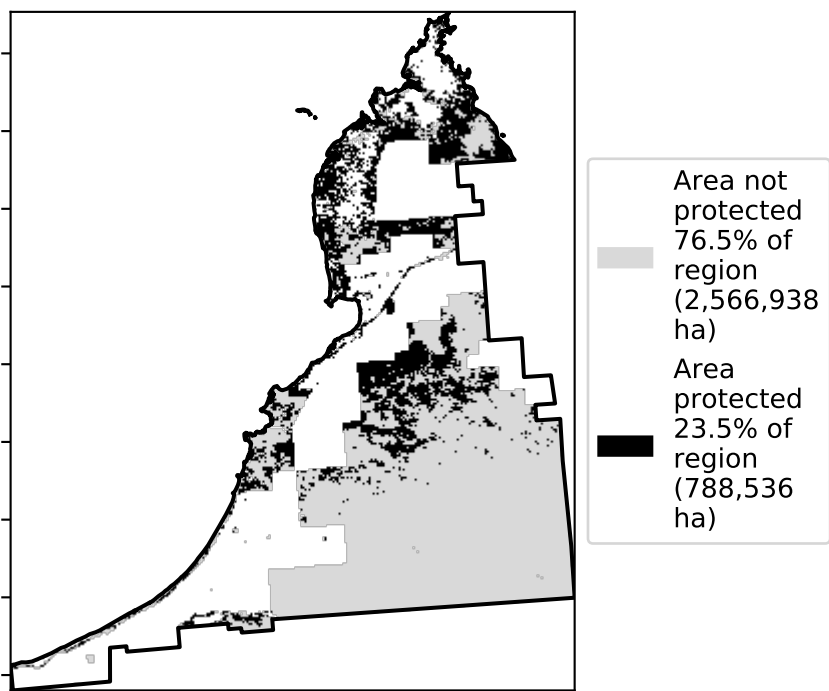 Area not
protected
76.5% of
region
(2,566,938
ha)
Area
protected
23.5% of
region
(788,536
ha)